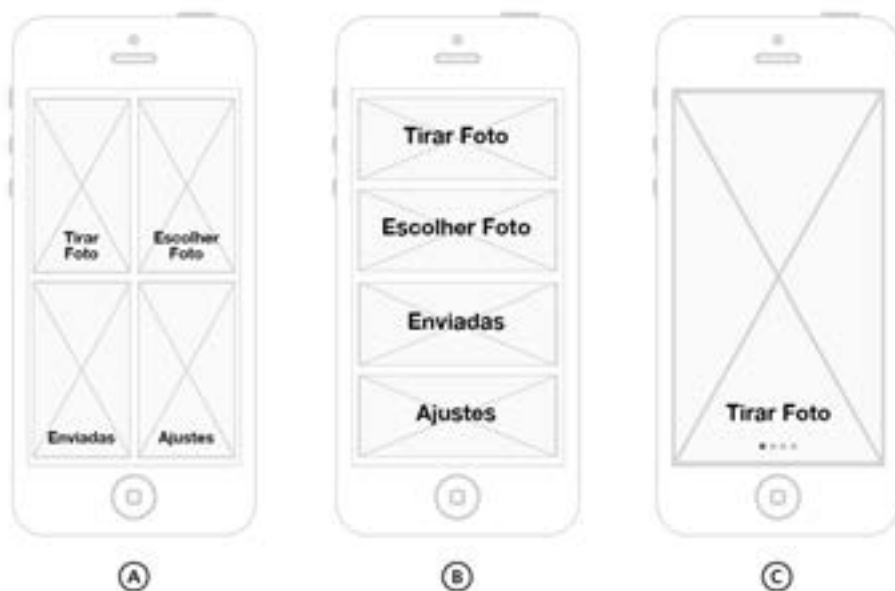 Tirar
Foto
Escolher
Foto
Enviadas
Ajustes
Tirar Foto
Escolher Foto
Enviadas
Ajustes
Tirar Foto
A
B
C